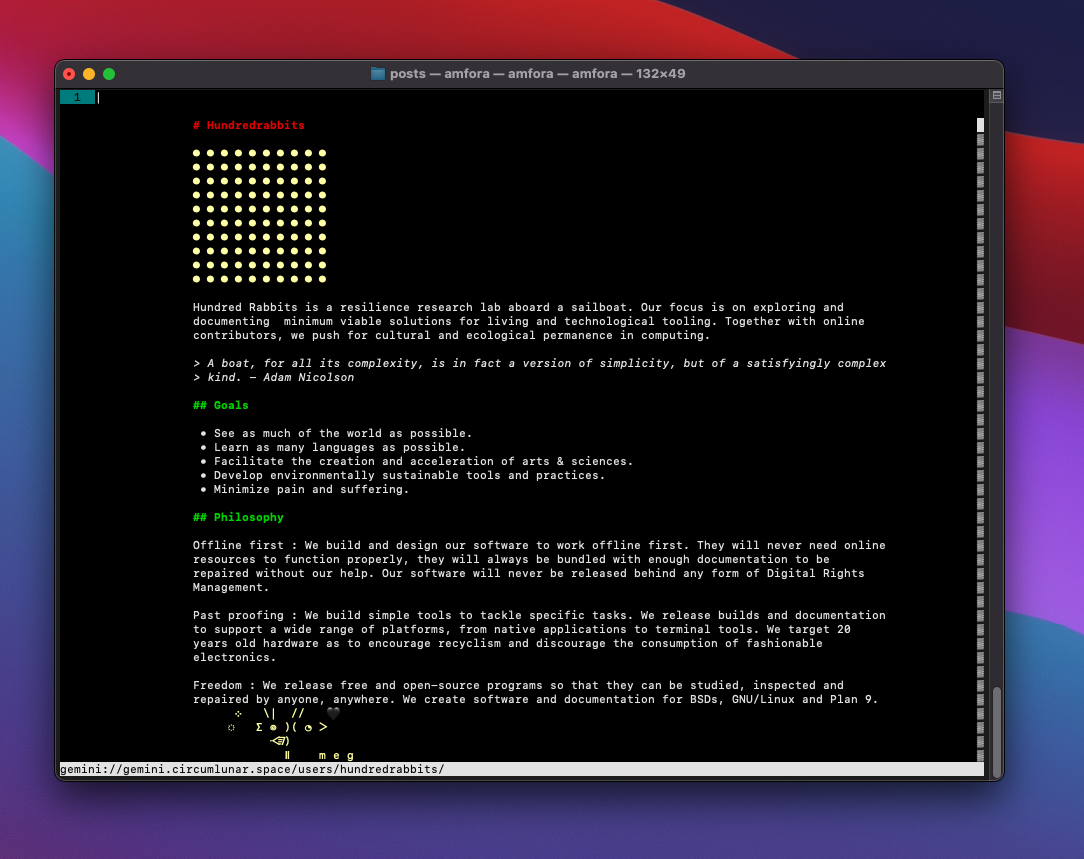 posts — amfora — amfora — amfora — 132×49
1
# Hundredrabbits
Hundred Rabbits is a resilience research lab aboard a sailboat. Our focus is on exploring and
documenting  minimum viable solutions for living and technological tooling. Together with online
contributors, we push for cultural and ecological permanence in computing.
> A boat, for all its complexity, is in fact a version of simplicity, but of a satisfyingly complex
> kind. — Adam Nicolson
## Goals
• See as much of the world as possible.
• Learn as many languages as possible.
• Facilitate the creation and acceleration of arts & sciences.
• Develop environmentally sustainable tools and practices.
• Minimize pain and suffering.
## Philosophy
Offline first : We build and design our software to work offline first. They will never need online
resources to function properly, they will always be bundled with enough documentation to be
repaired without our help. Our software will never be released behind any form of Digital Rights
Management.
Past proofing : We build simple tools to tackle specific tasks. We release builds and documentation
to support a wide range of platforms, from native applications to terminal tools. We target 20
years old hardware as to encourage recyclism and discourage the consumption of fashionable
electronics.
Freedom : We release free and open-source programs so that they can be studied, inspected and
repaired by anyone, anywhere. We create software and documentation for BSDs, GNU/Linux and Plan 9.
m e g
gemini://gemini.circumlunar.space/users/hundredrabbits/